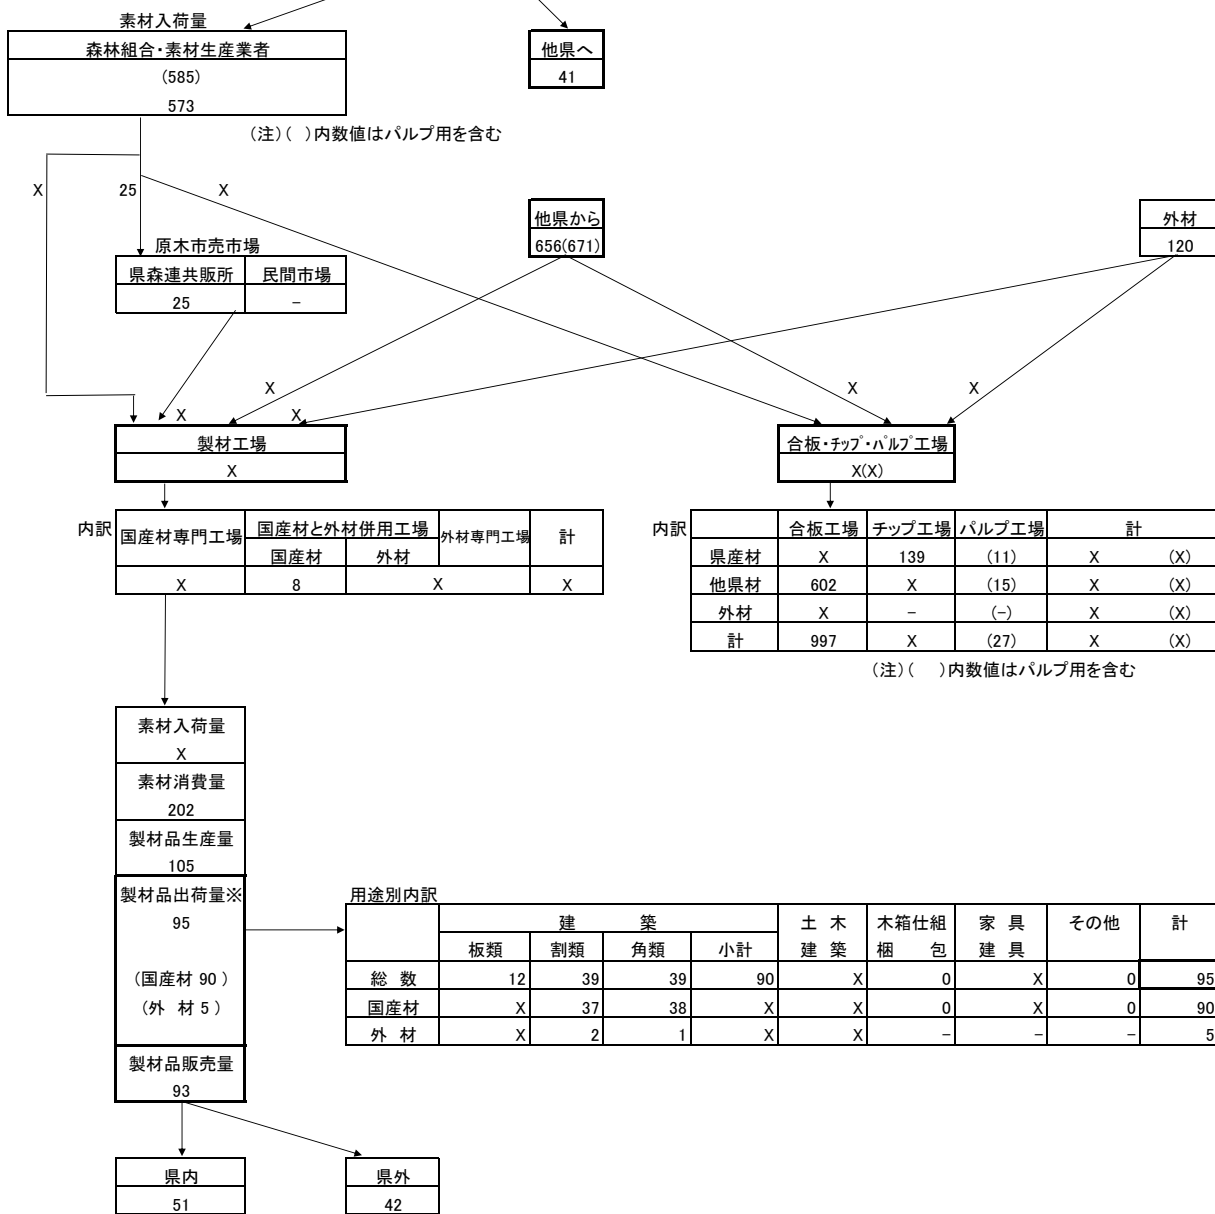 素材入荷量
森林組合・素材生産業者
(585)
573
他県へ
41
(注)( )内数値はパルプ用を含む
X 25 X
他県から
656(671)
外材
120
原木市売市場
県森連共販所 民間市場
25 －
X X X
X X
製材工場
X
合板・チップ・パルプ工場
X(X)
内訳 国産材専門工場 国産材と外材併用工場 外材専門工場 計
国産材 外材
X 8 X X
内訳 合板工場 チップ工場 パルプ工場 計
県産材 X 139 (11) X (X)
他県材 602 X (15) X (X)
外材 X － (－) X (X)
計 997 X (27) X (X)
(注)( )内数値はパルプ用を含む
素材入荷量
X
素材消費量
202
製材品生産量
105
製材品出荷量※
95
(国産材 90 )
(外 材 5 )
製材品販売量
93
用途別内訳
建 築 土 木 木箱仕組 家 具 その他 計
板類 割類 角類 小計 建 築 梱 包 建 具
総 数 12 39 39 90 X 0 X 0 95
国産材 X 37 38 X X 0 X 0 90
外 材 X 2 1 X X － － － 5
県内
51
県外
42